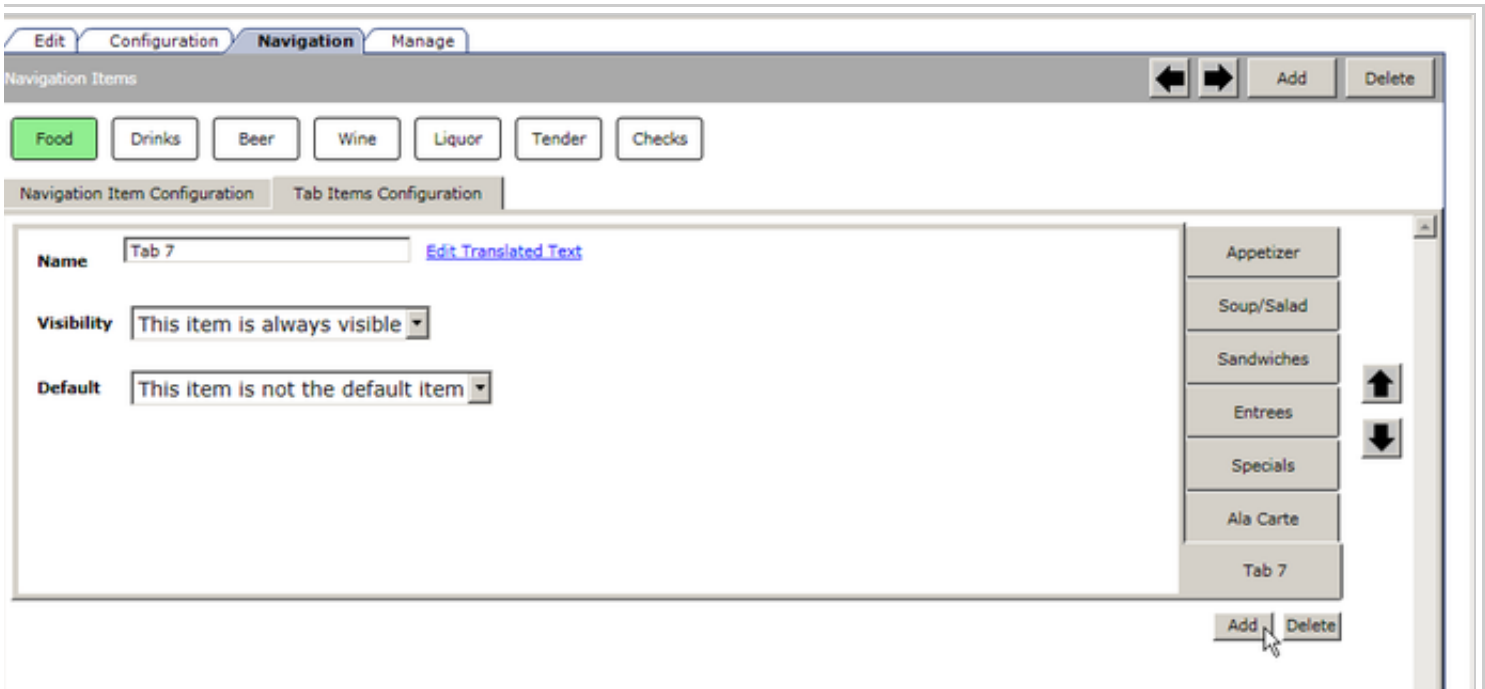 Edit Configuration Navigation Manage
Navigation Items Add Delete
Food Drinks Beer Wine Liquor Tender Checks
Navigation Item Configuration Tab Items Configuration
Name Tab 7 Edit Translated Text
Visibility This item is always visible
Default This item is not the default item
Appetizer
Soup/Salad
Sandwiches
Entrees
Specials
Ala Carte
Tab 7
Add Delete